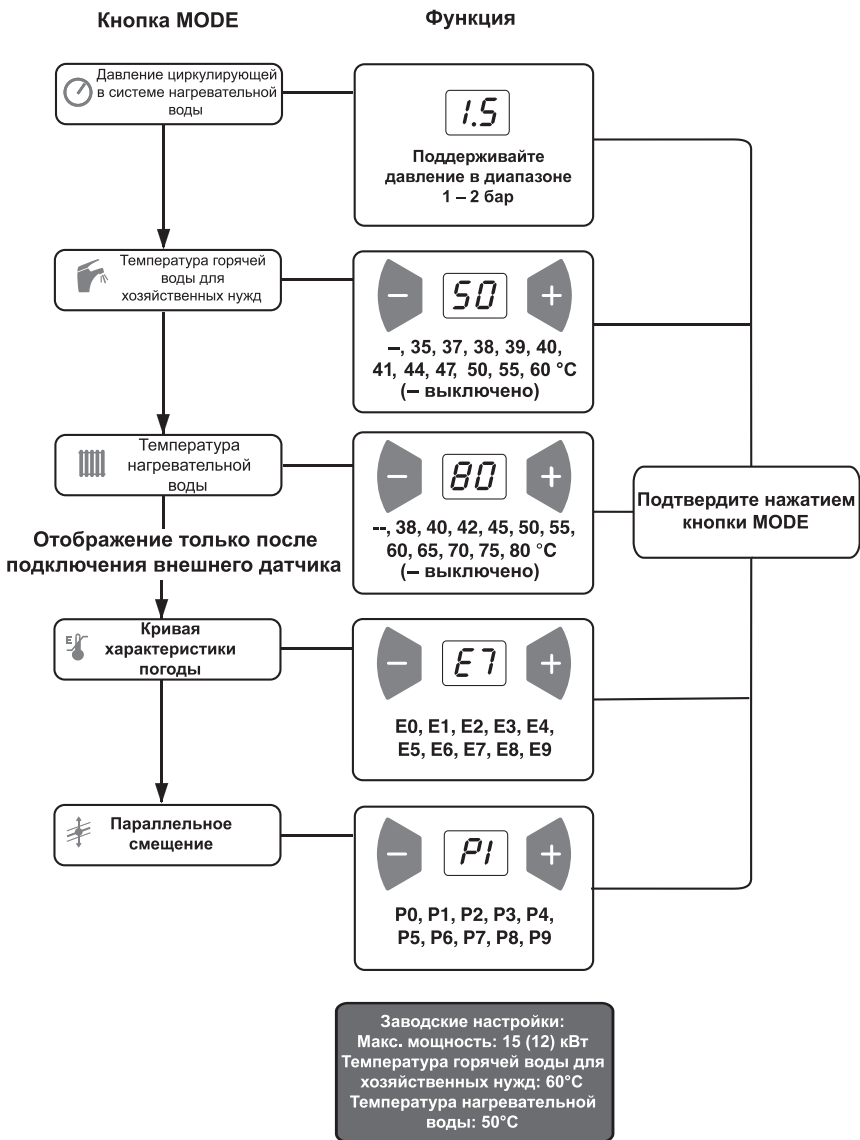 Кнопка MODE
Функция
Давление циркулирующей
в системе нагревательной
воды
1.5
Поддерживайте
давление в диапазоне
1 – 2 бар
Температура горячей
воды для
хозяйственных нужд
50
–, 35, 37, 38, 39, 40,
41, 44, 47, 50, 55, 60 °C
(– выключено)
Температура
нагревательной
воды
80
--, 38, 40, 42, 45, 50, 55,
60, 65, 70, 75, 80 °C
(– выключено)
Подтвердите нажатием
кнопки MODE
Отображение только после
подключения внешнего датчика
E
Кривая
характеристики
погоды
E7
E0, E1, E2, E3, E4,
E5, E6, E7, E8, E9
Параллельное
смещение
P1
P0, P1, P2, P3, P4,
P5, P6, P7, P8, P9
Заводские настройки:
Макс. мощность: 15 (12) кВт
Температура горячей воды для
хозяйственных нужд: 60°C
Температура нагревательной
воды: 50°C